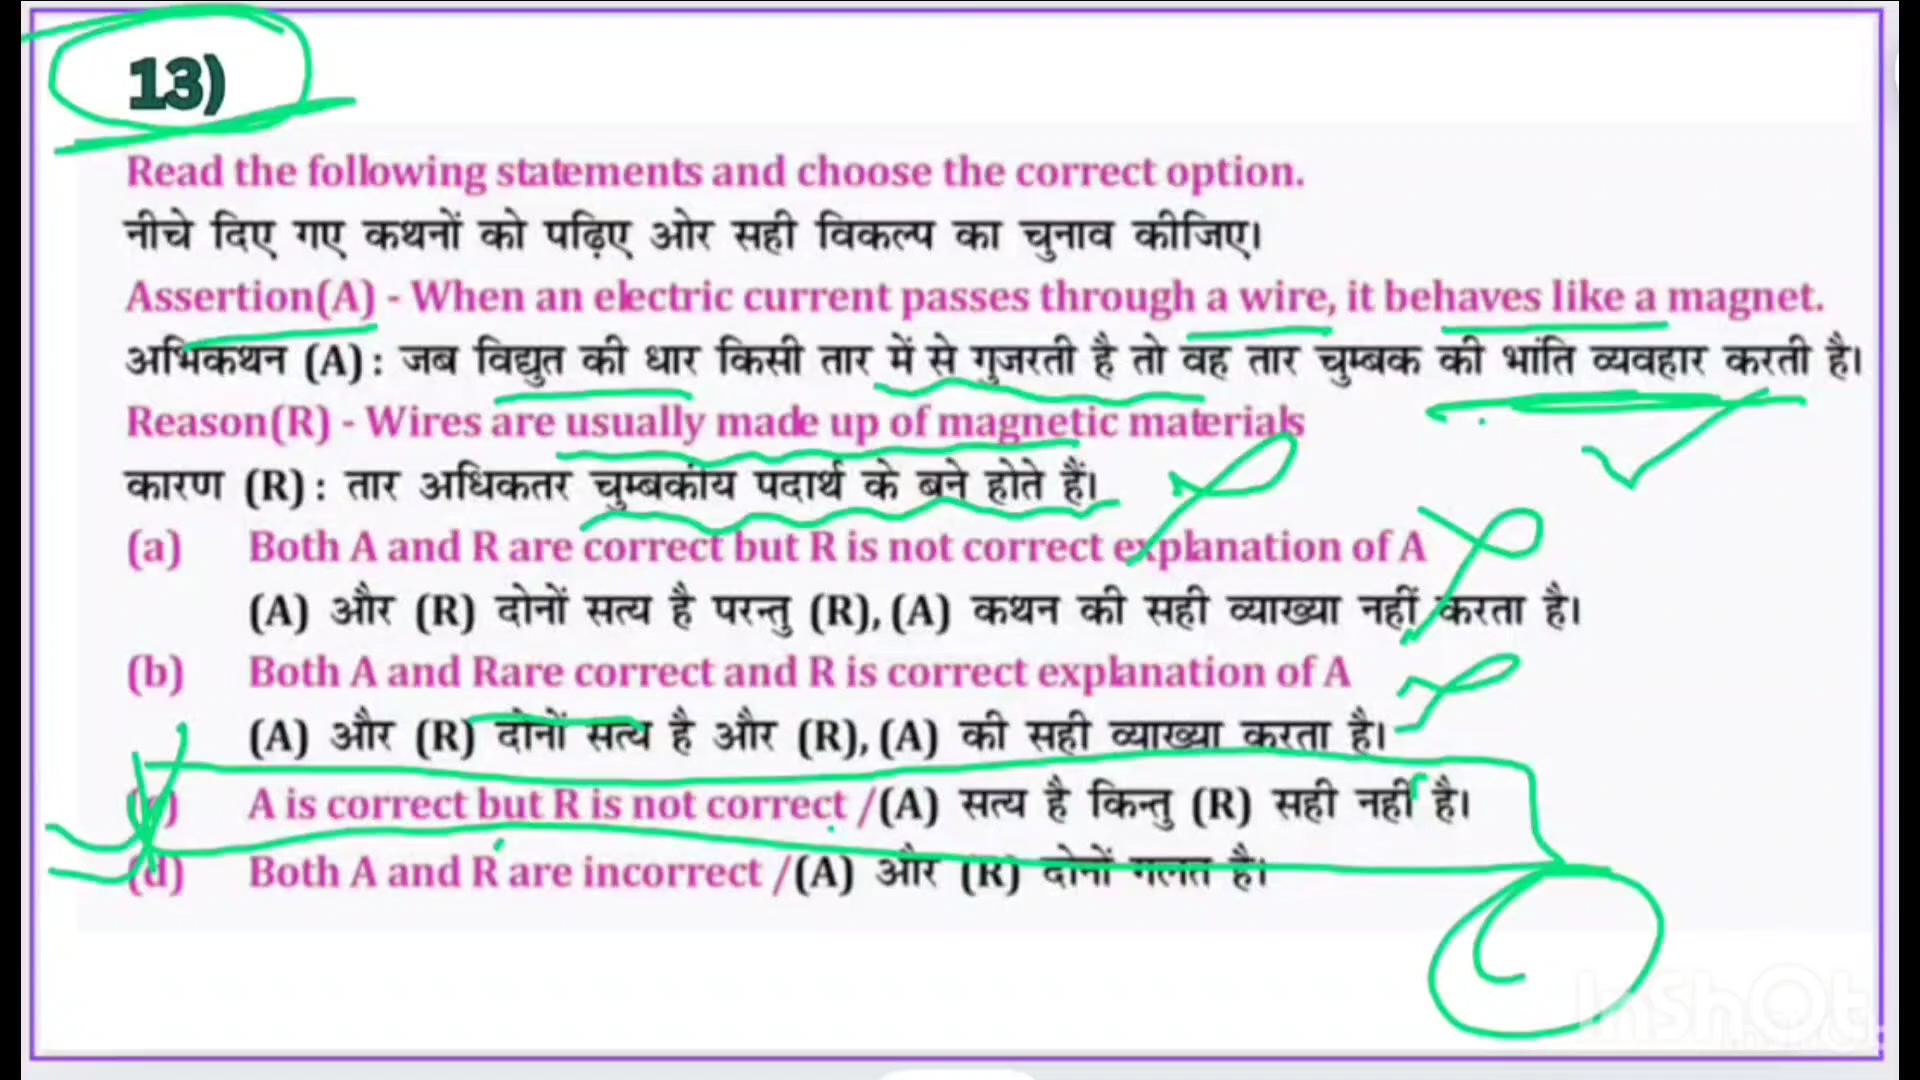 13)
Read the following statements and choose the correct option.
नीचे दिए गए कथनों को पढ़िए ओर सही विकल्प का चुनाव कीजिए।
Assertion(A) - When an electric current passes through a wire, it behaves like a magnet.
अभिकथन (A) : जब विद्युत की धार किसी तार में से गुजरती है तो वह तार चुम्बक की भांति व्यवहार करती है।
Reason(R) - Wires are usually made up of magnetic materials
कारण (R) : तार अधिकतर चुम्बकीय पदार्थ के बने होते हैं।
(a) Both A and R are correct but R is not correct explanation of A
(A) और (R) दोनों सत्य है परन्तु (R), (A) कथन की सही व्याख्या नहीं करता है।
(b) Both A and Rare correct and R is correct explanation of A
(A) और (R) दोनों सत्य है और (R), (A) की सही व्याख्या करता है।
(c) A is correct but R is not correct /(A) सत्य है किन्तु (R) सही नहीं है।
(d) Both A and R are incorrect /(A) और (R) दोनों गलत है।
C
InShOt